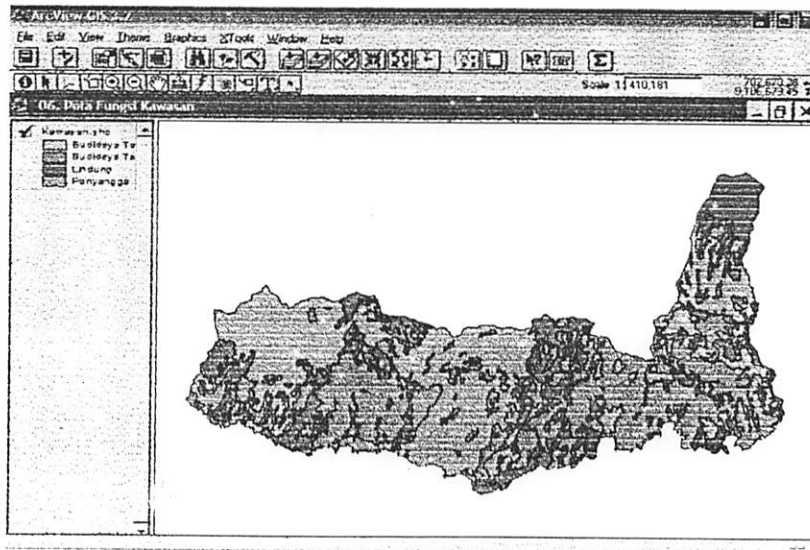 ArcView GIS 3.2
File Edit View Theme Graphics XTools Window Help
Scale 1: 410,181
06. Peta Fungsi Kawasan
Kawasan.shp
Budidaya Ta
Budidaya Ta
Lindung
Penyangga